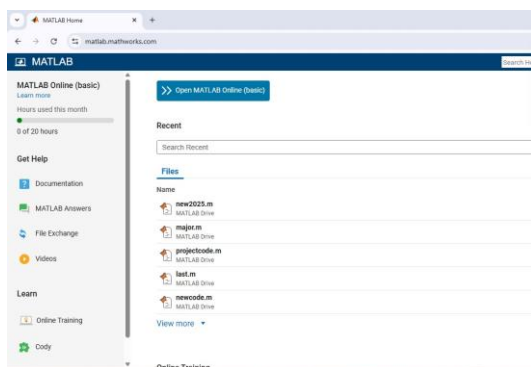 MATLAB Home
matlab.mathworks.com
MATLAB
Search He
MATLAB Online (basic)
Learn more
Hours used this month
0 of 20 hours
Get Help
Documentation
MATLAB Answers
File Exchange
Videos
Learn
Online Training
Cody
Open MATLAB Online (basic)
Recent
Search Recent
Files
Name
new2025.m
MATLAB Drive
major.m
MATLAB Drive
projectcode.m
MATLAB Drive
last.m
MATLAB Drive
newcode.m
MATLAB Drive
View more
Online Training